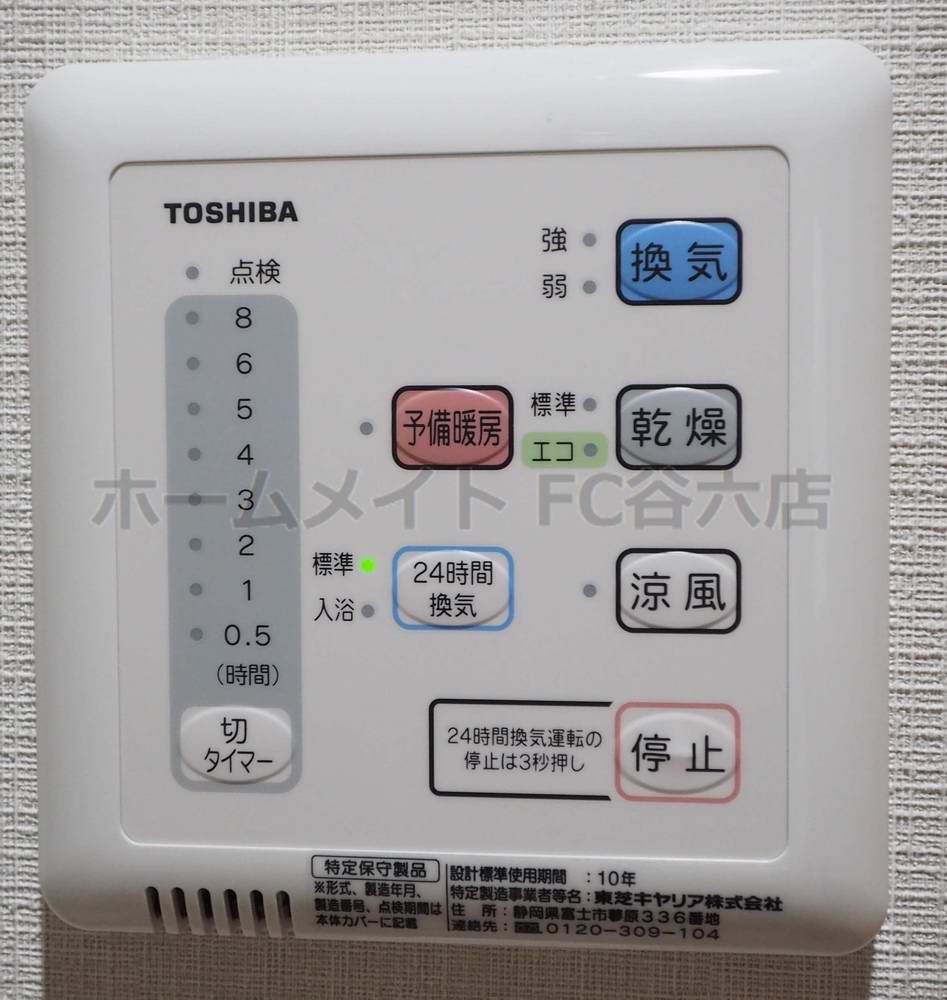 TOSHIBA
点検
8
6
5
4
3
2
1
0.5
(時間)
切
タイマー
強
弱
換気
予備暖房
標準
エコ
乾燥
標準
入浴
24時間
換気
涼風
24時間換気運転の
停止は3秒押し
停止
ホームメイト FC谷六店
特定保守製品
※形式、製造年月、
製造番号、点検期間は
本体カバーに記載
設計標準使用期間 :10年
特定製造事業者等名:東芝キヤリア株式会社
住 所:静岡県富士市蓼原336番地
連絡先: 0120-309-104